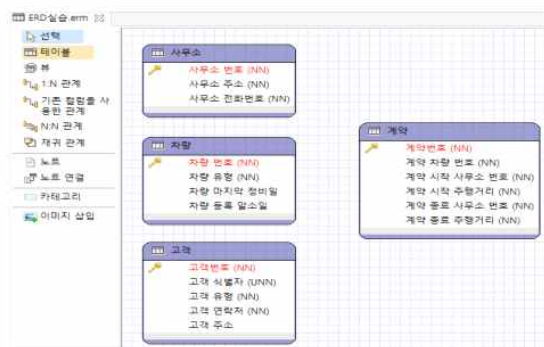 ERD실습.erm
선택
테이블
뷰
1:N 관계
기존 컬럼을 사
용한 관계
N:N 관계
재귀 관계
노트
노트 연결
카테고리
이미지 삽입
사무소
사무소 번호 (NN)
사무소 주소 (NN)
사무소 전화번호 (NN)
차량
차량 번호 (NN)
차량 유형 (NN)
차량 마지막 정비일
차량 등록 말소일
고객
고객번호 (NN)
고객 식별자 (UNN)
고객 유형 (NN)
고객 연락처 (NN)
고객 주소
계약
계약번호 (NN)
계약 차량 번호 (NN)
계약 시작 사무소 번호 (NN)
계약 시작 주행거리 (NN)
계약 종료 사무소 번호 (NN)
계약 종료 주행거리 (NN)